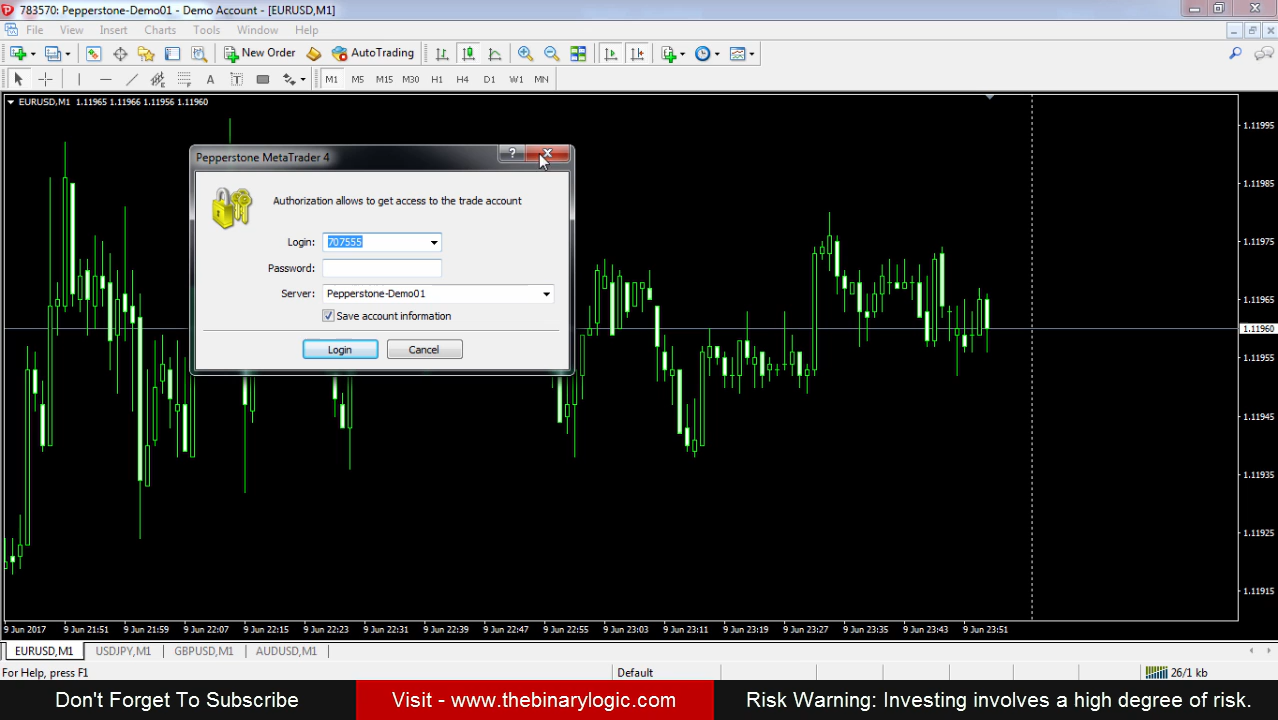 783570: Pepperstone-Demo01 - Demo Account - [EURUSD,M1]
File View Insert Charts Tools Window Help
New Order AutoTrading
A T M1 M5 M15 M30 H1 H4 D1 W1 MN
EURUSD,M1 1.11965 1.11966 1.11956 1.11960
1.11995
Pepperstone MetaTrader 4
1.11985
Authorization allows to get access to the trade account
Login: 707555
1.11975
Password:
Server: Pepperstone-Demo01
1.11965
Save account information
1.11960
Login Cancel
1.11955
1.11945
1.11935
1.11925
1.11915
9 Jun 2017 9 Jun 21:51 9 Jun 21:59 9 Jun 22:07 9 Jun 22:15 9 Jun 22:23 9 Jun 22:31 9 Jun 22:39 9 Jun 22:47 9 Jun 22:55 9 Jun 23:03 9 Jun 23:11 9 Jun 23:19 9 Jun 23:27 9 Jun 23:35 9 Jun 23:43 9 Jun 23:51
EURUSD,M1 USDJPY,M1 GBPUSD,M1 AUDUSD,M1
For Help, press F1 Default 26/1 kb
Don't Forget To Subscribe Visit - www.thebinarylogic.com Risk Warning: Investing involves a high degree of risk.